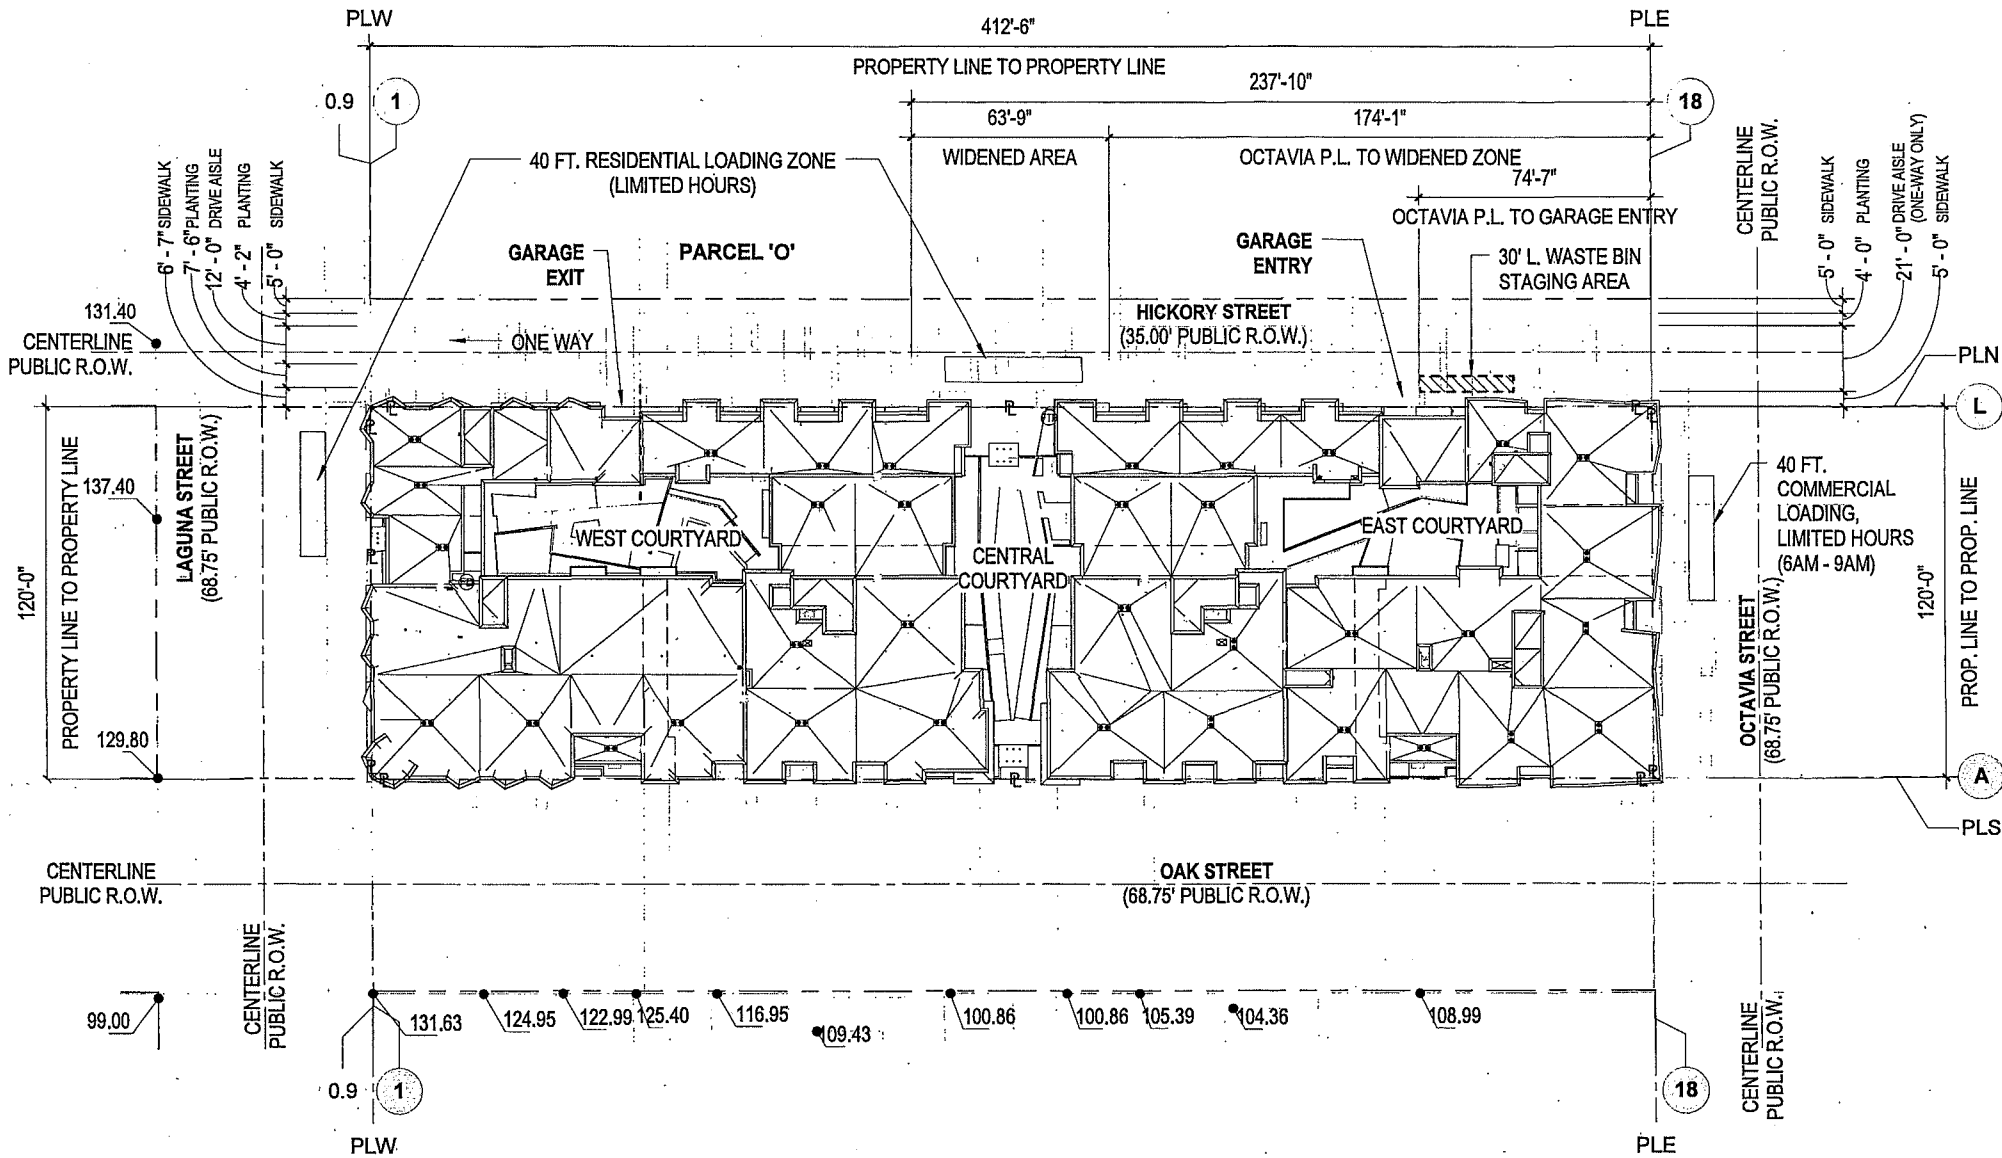 PLW
PLE
412'-6"
PROPERTY LINE TO PROPERTY LINE
237'-10"
0.9
1
18
63'-9"
174'-1"
WIDENED AREA
OCTAVIA P.L. TO WIDENED ZONE
74'-7"
OCTAVIA P.L. TO GARAGE ENTRY
40 FT. RESIDENTIAL LOADING ZONE
(LIMITED HOURS)
6' - 7" SIDEWALK
7' - 6" PLANTING
12' - 0" DRIVE AISLE
4' - 2" PLANTING
5' - 0" SIDEWALK
CENTERLINE
PUBLIC R.O.W.
5' - 0" SIDEWALK
4' - 0" PLANTING
21' - 0" DRIVE AISLE
(ONE-WAY ONLY)
5' - 0" SIDEWALK
GARAGE
EXIT
PARCEL 'O'
GARAGE
ENTRY
30' L. WASTE BIN
STAGING AREA
131.40
CENTERLINE
PUBLIC R.O.W.
ONE WAY
HICKORY STREET
(35.00' PUBLIC R.O.W.)
PLN
L
120'-0"
PROPERTY LINE TO PROPERTY LINE
137.40
129.80
LAGUNA STREET
(68.75' PUBLIC R.O.W.)
WEST COURTYARD
CENTRAL
COURTYARD
EAST COURTYARD
40 FT.
COMMERCIAL
LOADING,
LIMITED HOURS
(6AM - 9AM)
OCTAVIA STREET
(68.75' PUBLIC R.O.W.)
120'-0"
PROP. LINE TO PROP. LINE
A
PLS
CENTERLINE
PUBLIC R.O.W.
OAK STREET
(68.75' PUBLIC R.O.W.)
CENTERLINE
PUBLIC R.O.W.
CENTERLINE
PUBLIC R.O.W.
99.00
131.63
124.95
122.99
125.40
116.95
109.43
100.86
100.86
105.39
104.36
108.99
0.9
1
18
PLW
PLE